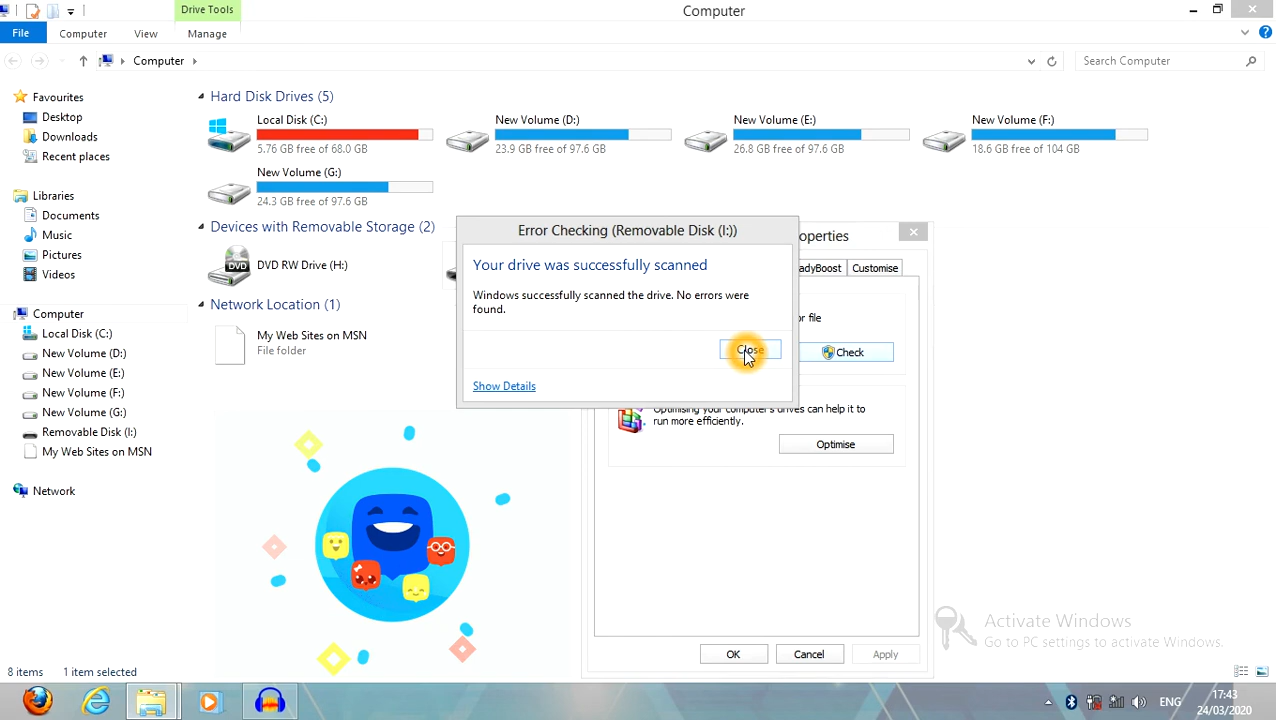 Drive Tools
Computer
File
Computer
View
Manage
Computer
Search Computer
Favourites
Desktop
Downloads
Recent places
Libraries
Documents
Music
Pictures
Videos
Computer
Local Disk (C:)
New Volume (D:)
New Volume (E:)
New Volume (F:)
New Volume (G:)
Removable Disk (I:)
My Web Sites on MSN
Network
Hard Disk Drives (5)
Local Disk (C:)
5.76 GB free of 68.0 GB
New Volume (D:)
23.9 GB free of 97.6 GB
New Volume (E:)
26.8 GB free of 97.6 GB
New Volume (F:)
18.6 GB free of 104 GB
New Volume (G:)
24.3 GB free of 97.6 GB
Devices with Removable Storage (2)
DVD RW Drive (H:)
DVD
Network Location (1)
My Web Sites on MSN
File folder
Error Checking (Removable Disk (I:))
Your drive was successfully scanned
Windows successfully scanned the drive. No errors were
found.
Close
Show Details
operties
adyBoost
Customise
or file
Check
Optimising your computer's drives can help it to
run more efficiently.
Optimise
OK
Cancel
Apply
Activate Windows
Go to PC settings to activate Windows.
8 items
1 item selected
ENG
17:43
24/03/2020